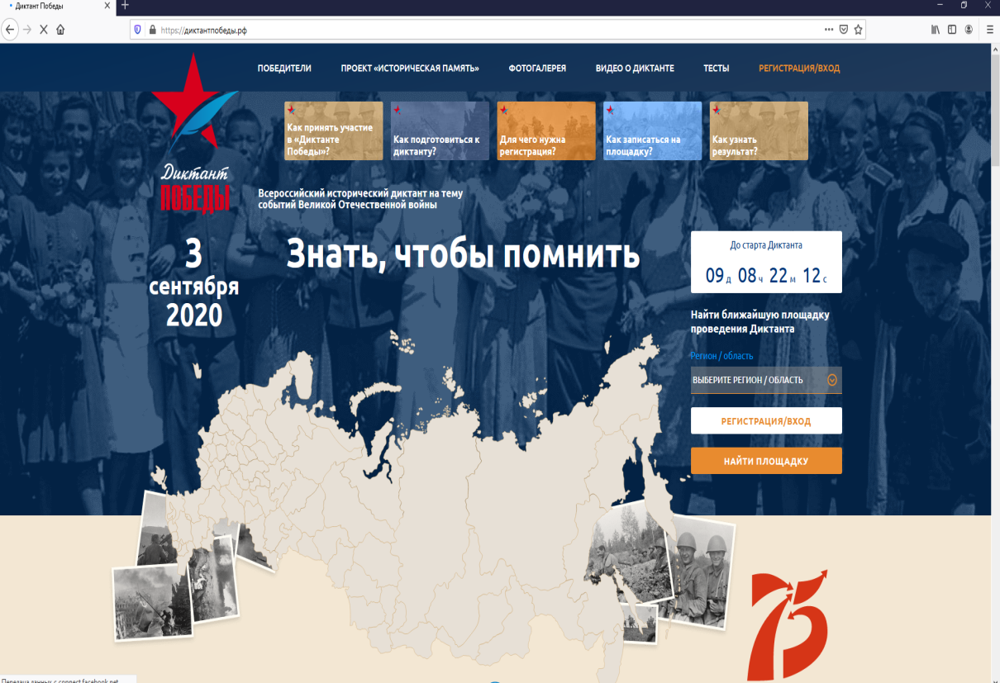 Диктант Победы
https://диктантпобеды.рф
ПОБЕДИТЕЛИ ПРОЕКТ «ИСТОРИЧЕСКАЯ ПАМЯТЬ» ФОТОГАЛЕРЕЯ ВИДЕО О ДИКТАНТЕ ТЕСТЫ РЕГИСТРАЦИЯ/ВХОД
Как принять участие
в «Диктанте
Победы»?
Как подготовиться к
диктанту?
Для чего нужна
регистрация?
Как записаться на
площадку?
Как узнать
результат?
Диктант
ПОБЕДЫ
Всероссийский исторический диктант на тему
событий Великой Отечественной войны
3
сентября
2020
Знать, чтобы помнить
До старта Диктанта
09 д 08 ч 22 м 12 с
Найти ближайшую площадку
проведения Диктанта
Регион / область
ВЫБЕРИТЕ РЕГИОН / ОБЛАСТЬ
РЕГИСТРАЦИЯ/ВХОД
НАЙТИ ПЛОЩАДКУ
75
Передача данных с connect.facebook.net...